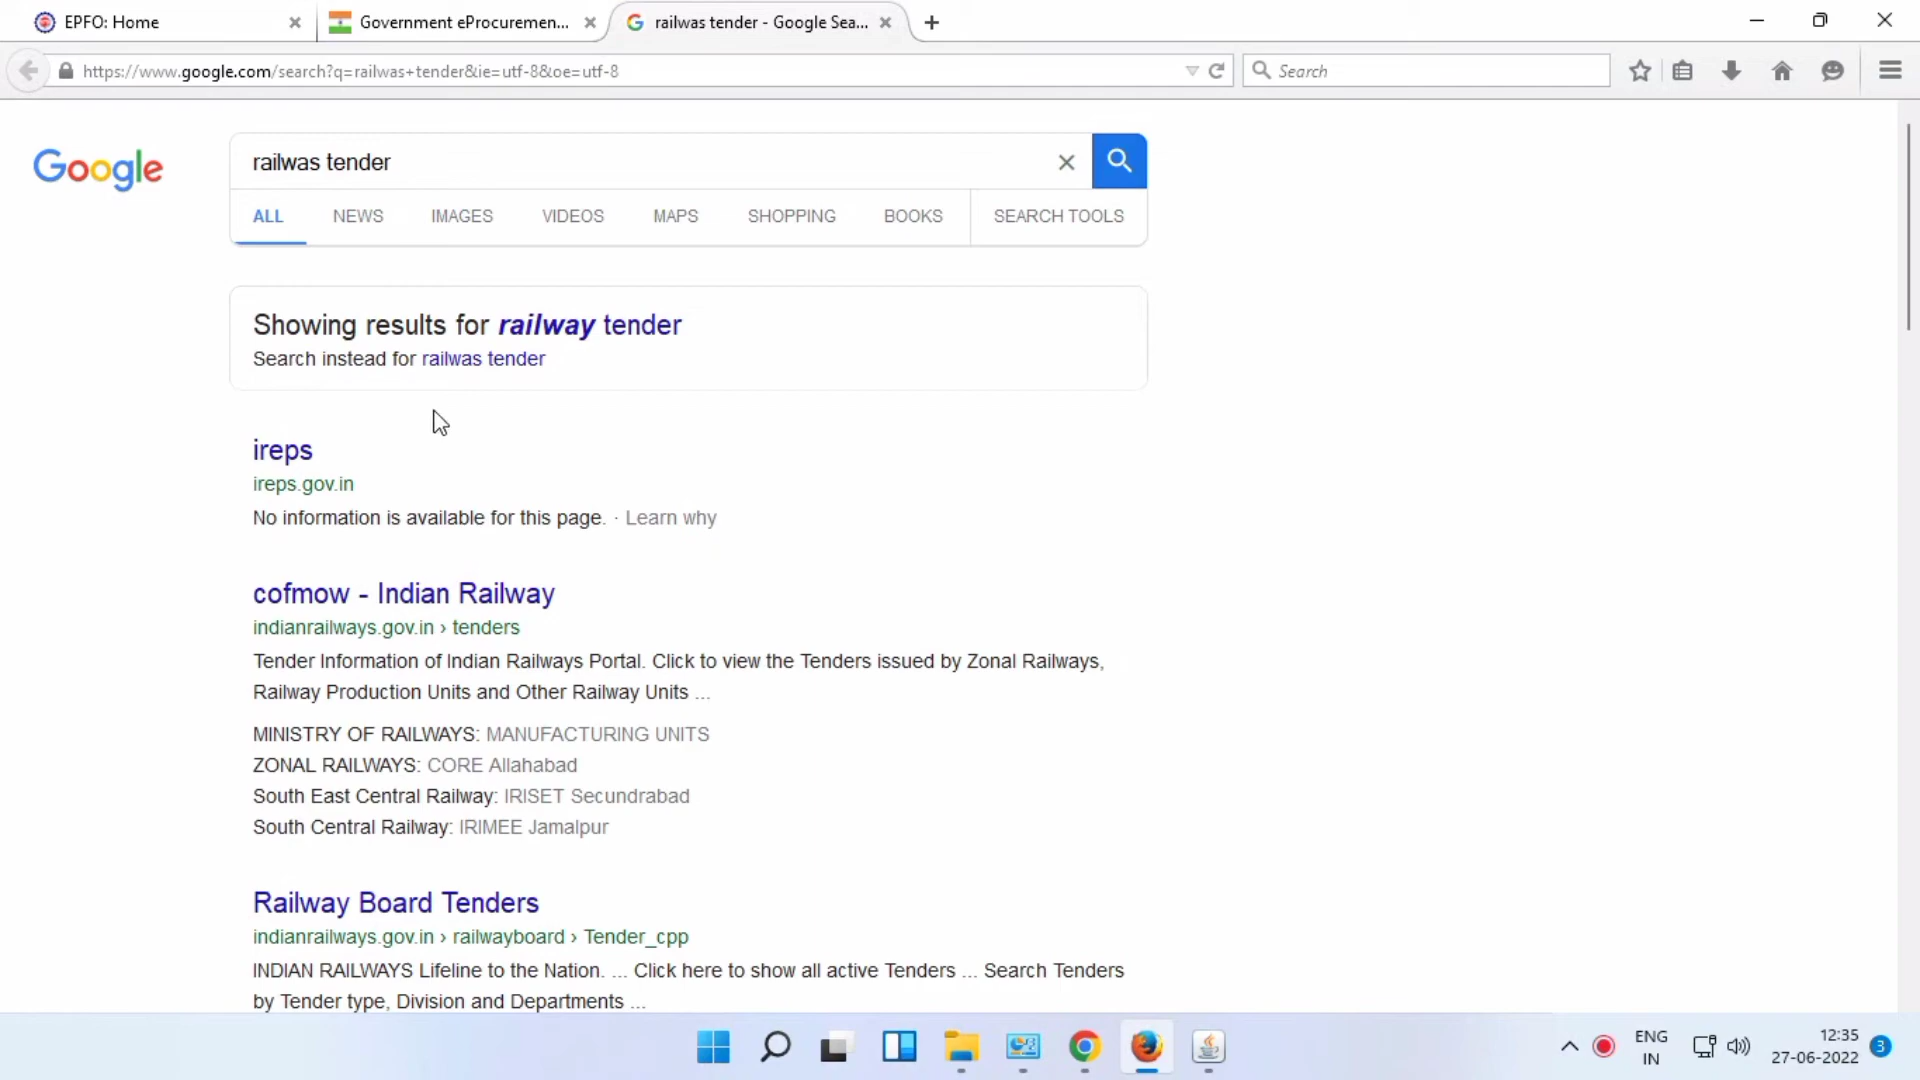 EPFO: Home
Government eProcuremen...
railwas tender - Google Sea...
https://www.google.com/search?q=railwas+tender&ie=utf-8&oe=utf-8
Search
Google
railwas tender
ALL NEWS IMAGES VIDEOS MAPS SHOPPING BOOKS SEARCH TOOLS
Showing results for railway tender
Search instead for railwas tender
ireps
ireps.gov.in
No information is available for this page. · Learn why
cofmow - Indian Railway
indianrailways.gov.in › tenders
Tender Information of Indian Railways Portal. Click to view the Tenders issued by Zonal Railways,
Railway Production Units and Other Railway Units ...
MINISTRY OF RAILWAYS: MANUFACTURING UNITS
ZONAL RAILWAYS: CORE Allahabad
South East Central Railway: IRISET Secundrabad
South Central Railway: IRIMEE Jamalpur
Railway Board Tenders
indianrailways.gov.in › railwayboard › Tender_cpp
INDIAN RAILWAYS Lifeline to the Nation. ... Click here to show all active Tenders ... Search Tenders
by Tender type, Division and Departments ...
ENG
IN
12:35
27-06-2022
3